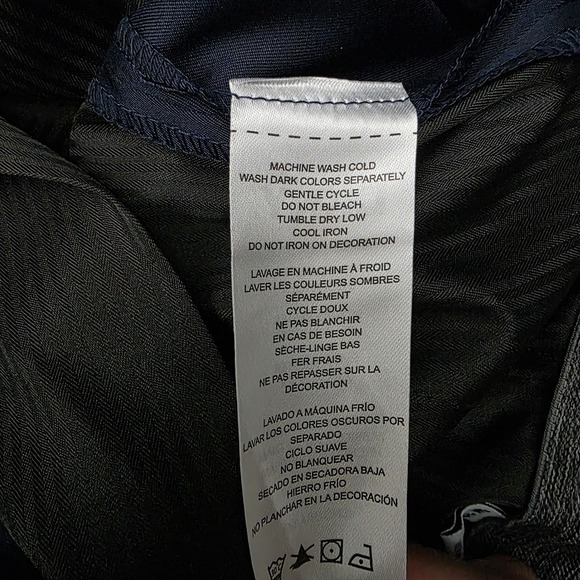 MACHINE WASH COLD
WASH DARK COLORS SEPARATELY
GENTLE CYCLE
DO NOT BLEACH
TUMBLE DRY LOW
COOL IRON
DO NOT IRON ON DECORATION
LAVAGE EN MACHINE À FROID
LAVER LES COULEURS SOMBRES
SÉPARÉMENT
CYCLE DOUX
NE PAS BLANCHIR
EN CAS DE BESOIN
SÈCHE-LINGE BAS
FER FRAIS
NE PAS REPASSER SUR LA
DÉCORATION
LAVADO A MÁQUINA FRÍO
LAVAR LOS COLORES OSCUROS POR
SEPARADO
CICLO SUAVE
NO BLANQUEAR
SECADO EN SECADORA BAJA
HIERRO FRÍO
NO PLANCHAR EN LA DECORACIÓN